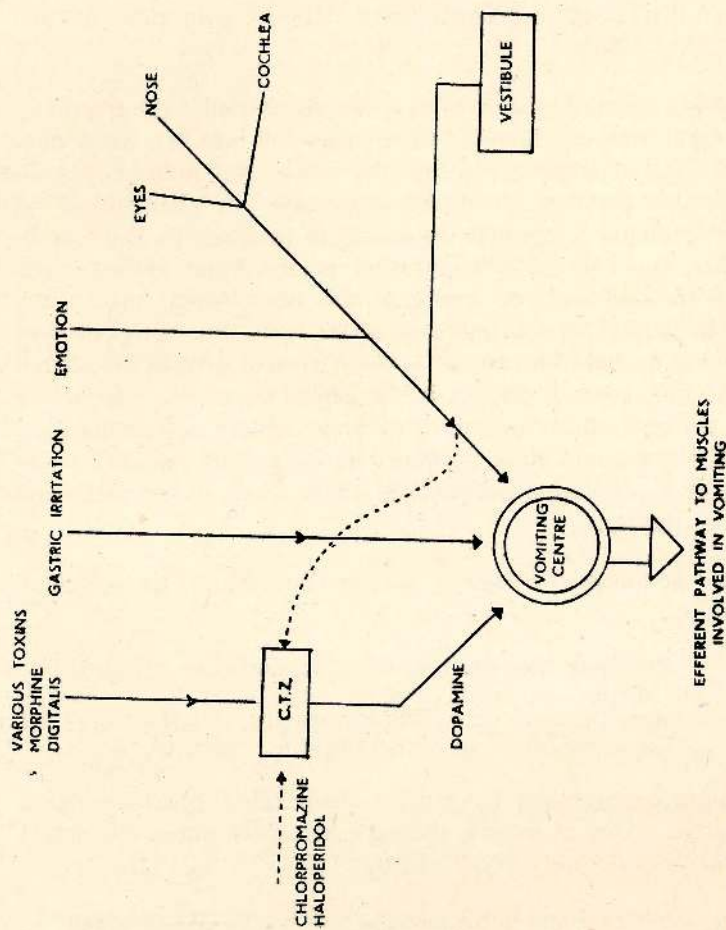 VARIOUS TOXINS
MORPHINE
DIGITALIS
GASTRIC IRRITATION
EMOTION
EYES
NOSE
COCHLEA
CHLORPROMAZINE
HALOPERIDOL
C.T.Z.
DOPAMINE
VESTIBULE
VOMITING
CENTRE
EFFERENT PATHWAY TO MUSCLES
INVOLVED IN VOMITING